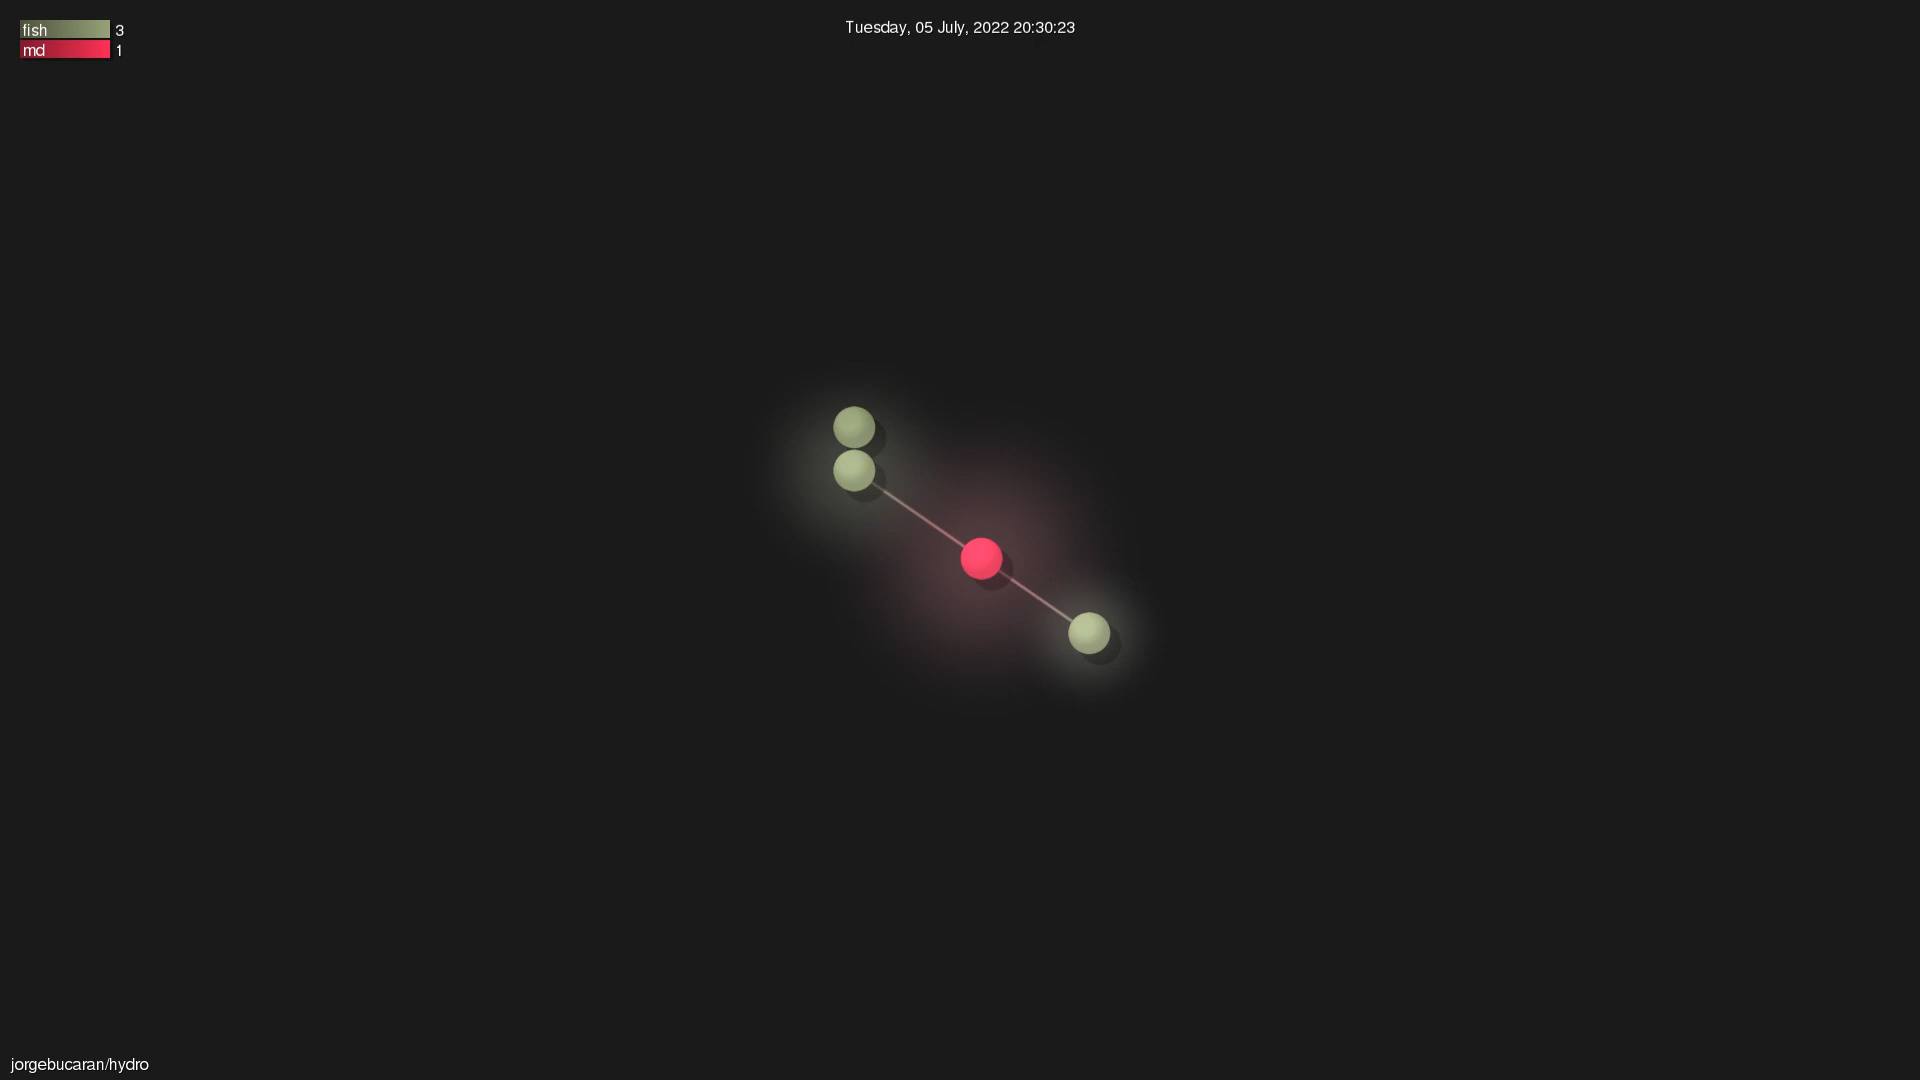 fish 3
md 1
Tuesday, 05 July, 2022 20:30:23
jorgebucaran/hydro